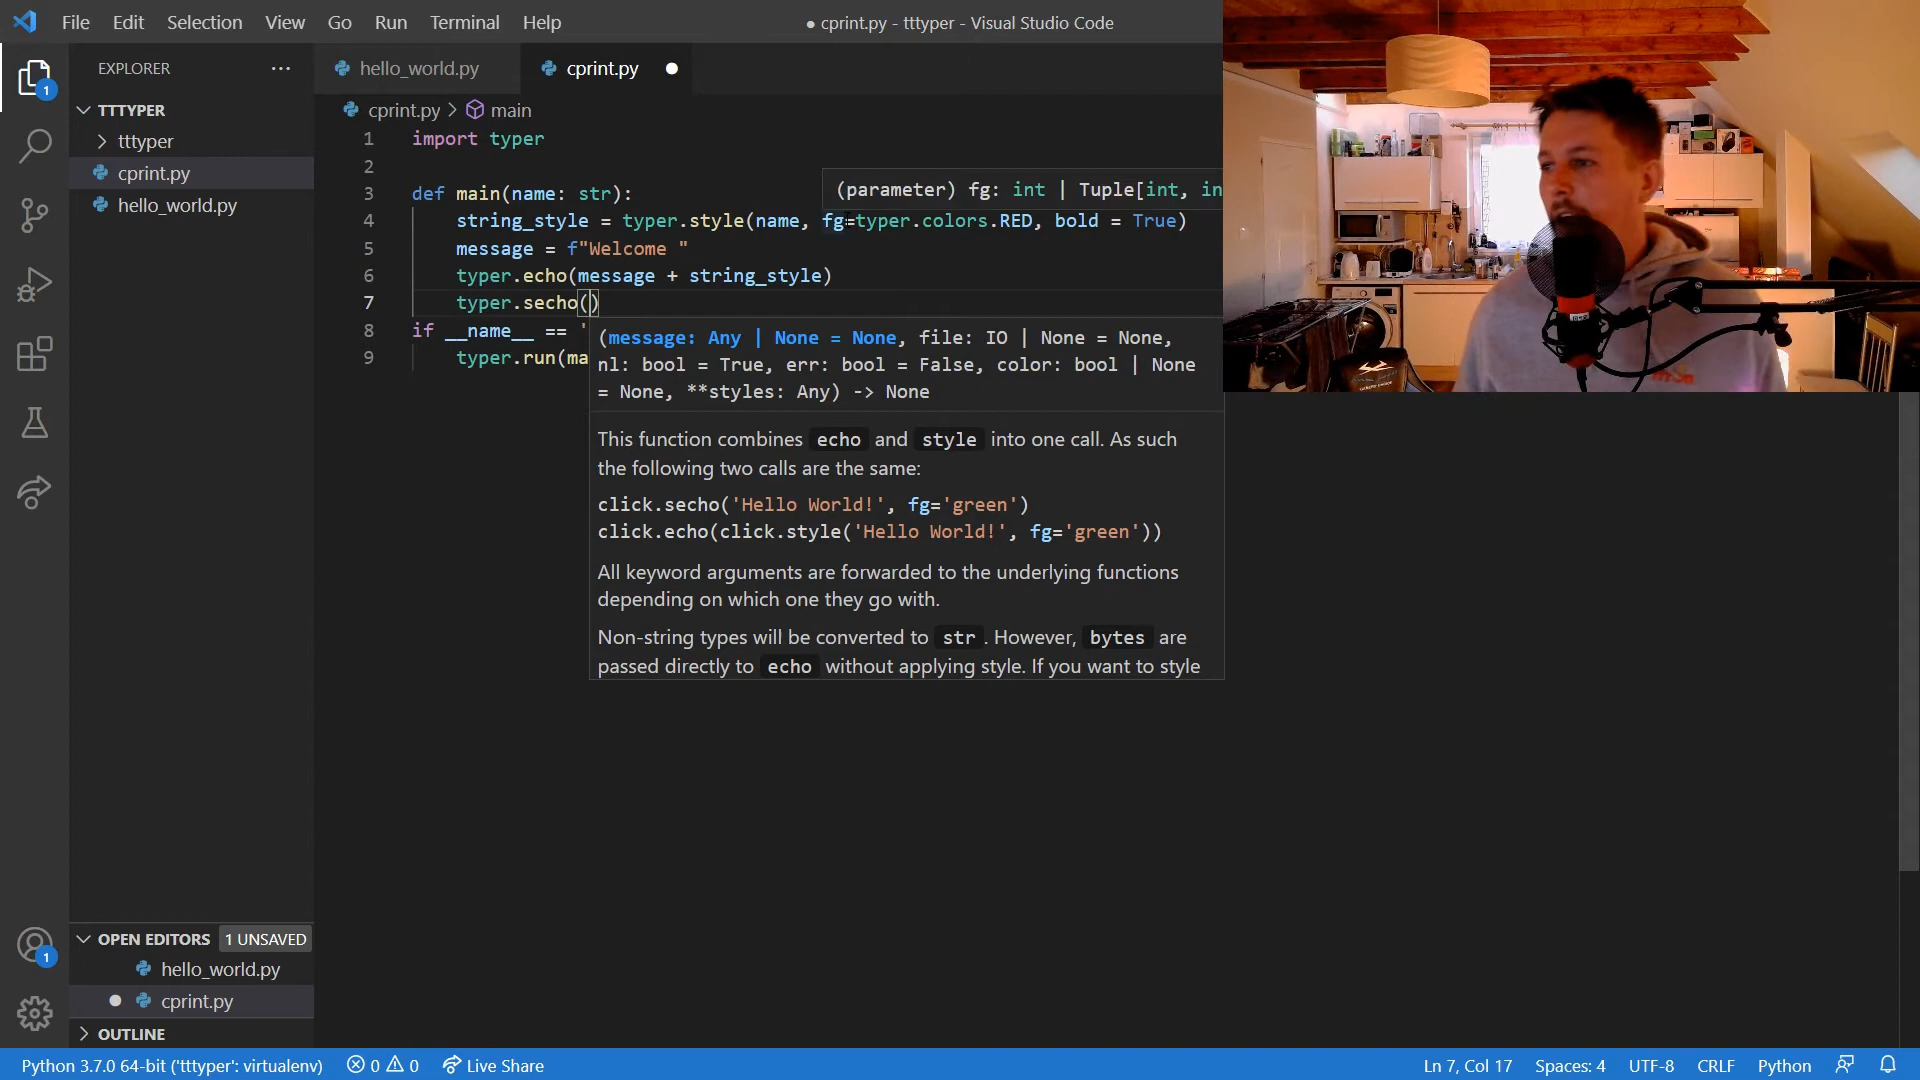 File Edit Selection View Go Run Terminal Help
● cprint.py - tttyper - Visual Studio Code
EXPLORER
hello_world.py
cprint.py
1
TTTYPER
tttyper
cprint.py
hello_world.py
cprint.py > main
1 import typer
2
(parameter) fg: int | Tuple[int, in
3 def main(name: str):
4 string_style = typer.style(name, fg=typer.colors.RED, bold = True)
5 message = f"Welcome "
6 typer.echo(message + string_style)
7 typer.secho()
8 if __name__ == '
9 typer.run(ma
(message: Any | None = None, file: IO | None = None,
nl: bool = True, err: bool = False, color: bool | None
= None, **styles: Any) -> None
This function combines echo and style into one call. As such
the following two calls are the same:
click.secho('Hello World!', fg='green')
click.echo(click.style('Hello World!', fg='green'))
All keyword arguments are forwarded to the underlying functions
depending on which one they go with.
Non-string types will be converted to str. However, bytes are
passed directly to echo without applying style. If you want to style
OPEN EDITORS 1 UNSAVED
hello_world.py
cprint.py
1
OUTLINE
Python 3.7.0 64-bit ('tttyper': virtualenv) 0 0 Live Share
Ln 7, Col 17 Spaces: 4 UTF-8 CRLF Python